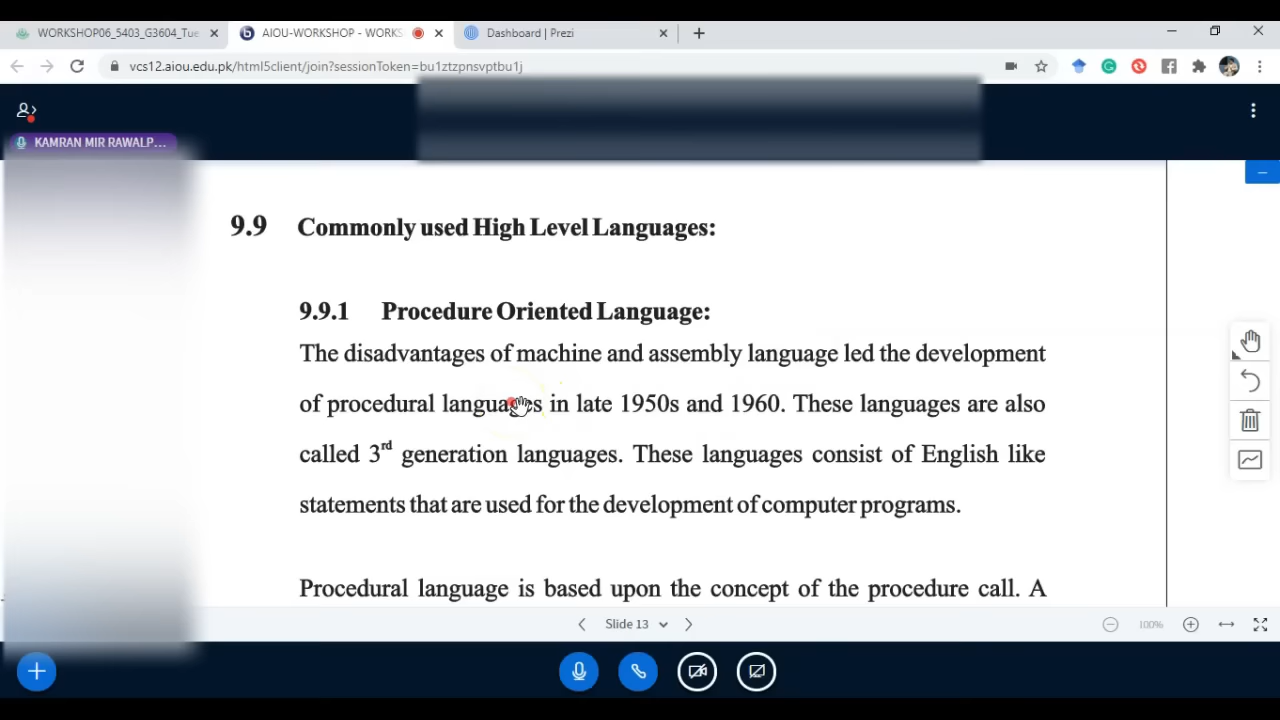 WORKSHOP06_5403_G3604_Tue
AIOU-WORKSHOP - WORKS
Dashboard | Prezi
vcs12.aiou.edu.pk/html5client/join?sessionToken=bu1ztzpnsvptbu1j
KAMRAN MIR RAWALP...
9.9 Commonly used High Level Languages:
9.9.1 Procedure Oriented Language:
The disadvantages of machine and assembly language led the development
of procedural languages in late 1950s and 1960. These languages are also
called 3rd generation languages. These languages consist of English like
statements that are used for the development of computer programs.
Procedural language is based upon the concept of the procedure call. A
Slide 13
100%